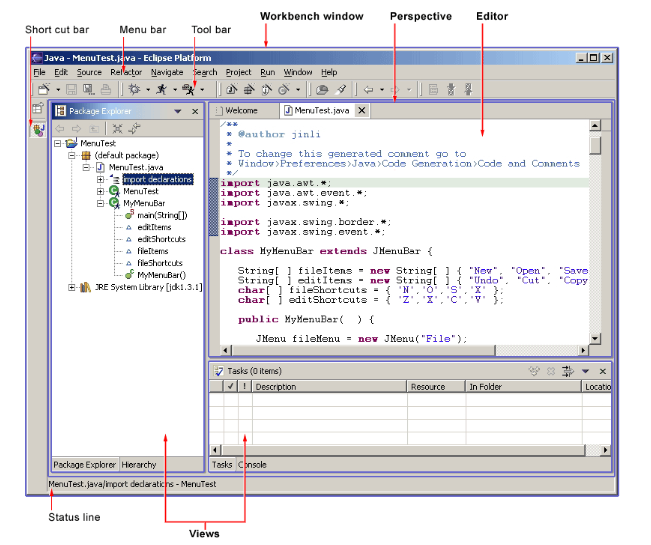 Workbench window Perspective Editor
Short cut bar Menu bar Tool bar
Java - MenuTest.java - Eclipse Platform
File Edit Source Refactor Navigate Search Project Run Window Help
Package Explorer
MenuTest
(default package)
MenuTest.java
import declarations
MenuTest
MyMenuBar
main(String[])
editItems
editShortcuts
fileItems
fileShortcuts
MyMenuBar()
JRE System Library [jdk1.3.1]
Package Explorer Hierarchy
Welcome MenuTest.java
/**
* @author jinli
*
* To change this generated comment go to
* Window>Preferences>Java>Code Generation>Code and Comments
*/
import java.awt.*;
import java.awt.event.*;
import javax.swing.*;
import javax.swing.border.*;
import javax.swing.event.*;
class MyMenuBar extends JMenuBar {
String[ ] fileItems = new String[ ] { "New", "Open", "Save
String[ ] editItems = new String[ ] { "Undo", "Cut", "Copy
char[ ] fileShortcuts = { 'N','O','S','X' };
char[ ] editShortcuts = { 'Z','X','C','V' };
public MyMenuBar( ) {
JMenu fileMenu = new JMenu("File");
Tasks (0 items)
! Description Resource In Folder Locatio
Tasks Console
MenuTest.java/import declarations - MenuTest
Status line
Views